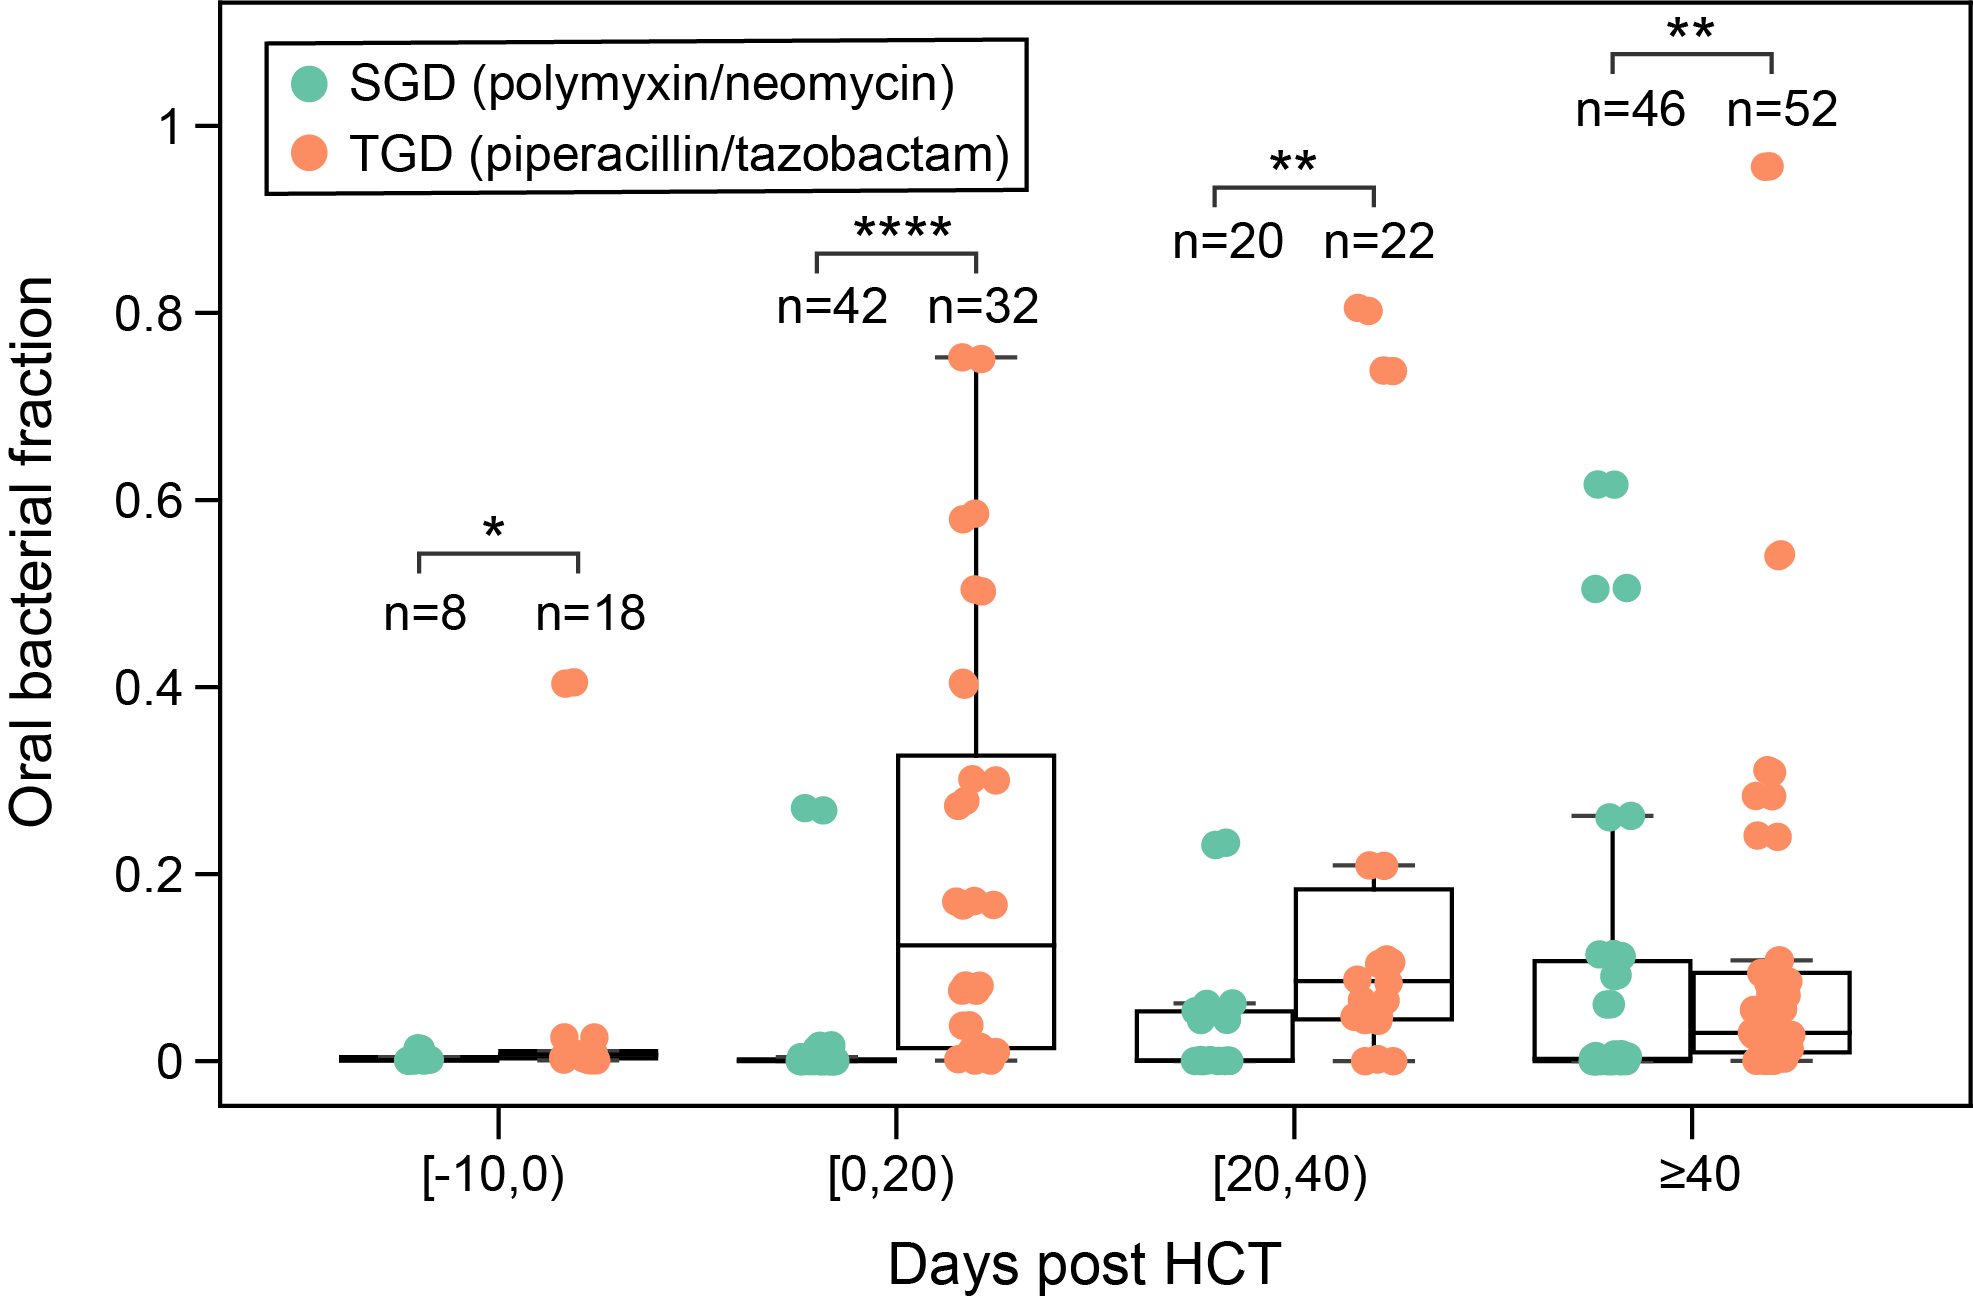 SGD (polymyxin/neomycin)
TGD (piperacillin/tazobactam)
Oral bacterial fraction
1
0.8
0.6
0.4
0.2
0
*
n=8 n=18
****
n=42 n=32
**
n=20 n=22
**
n=46 n=52
[-10,0) [0,20) [20,40) ≥40
Days post HCT